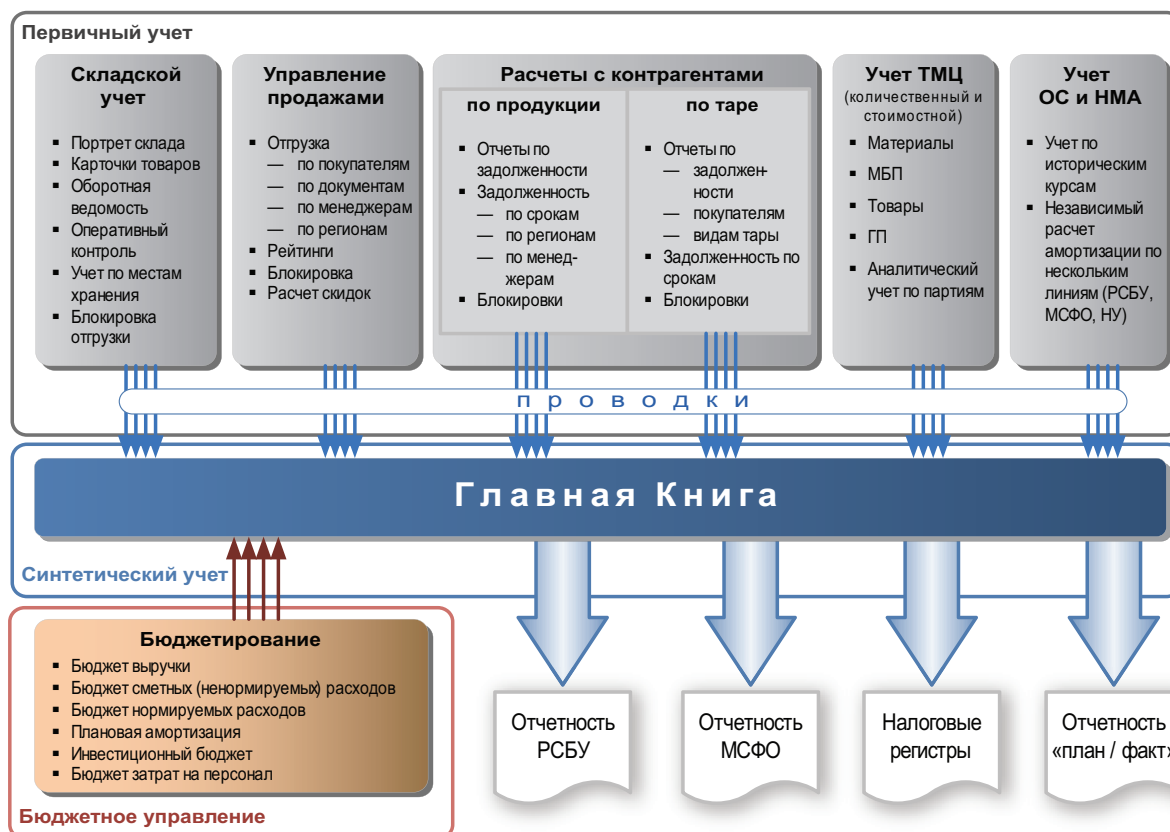 Первичный учет
Складской
учет
▪ Портрет склада
▪ Карточки товаров
▪ Оборотная
ведомость
▪ Оперативный
контроль
▪ Учет по местам
хранения
▪ Блокировка
отгрузки
Управление
продажами
▪ Отгрузка
— по покупателям
— по документам
— по менеджерам
— по регионам
▪ Рейтинги
▪ Блокировка
▪ Расчет скидок
Расчеты с контрагентами
по продукции
▪ Отчеты по
задолженности
▪ Задолженность
— по срокам
— по регионам
— по менед-
жерам
▪ Блокировки
по таре
▪ Отчеты по
— задолжен-
ности
— покупателям
— видам тары
▪ Задолжен-ность по
срокам
▪ Блокировки
Учет ТМЦ
(количественный и
стоимостной)
▪ Материалы
▪ МБП
▪ Товары
▪ ГП
▪ Аналитический
учет по партиям
Учет
ОС и НМА
▪ Учет по
историческим
курсам
▪ Независимый
расчет
амортизации по
нескольким
линиям (РСБУ,
МСФО, НУ)
проводки
Главная Книга
Синтетический учет
Бюджетирование
▪ Бюджет выручки
▪ Бюджет сметных (ненормируемых) расходов
▪ Бюджет нормируемых расходов
▪ Плановая амортизация
▪ Инвестиционный бюджет
▪ Бюджет затрат на персонал
Бюджетное управление
Отчетность
РСБУ
Отчетность
МСФО
Налоговые
регистры
Отчетность
«план / факт»